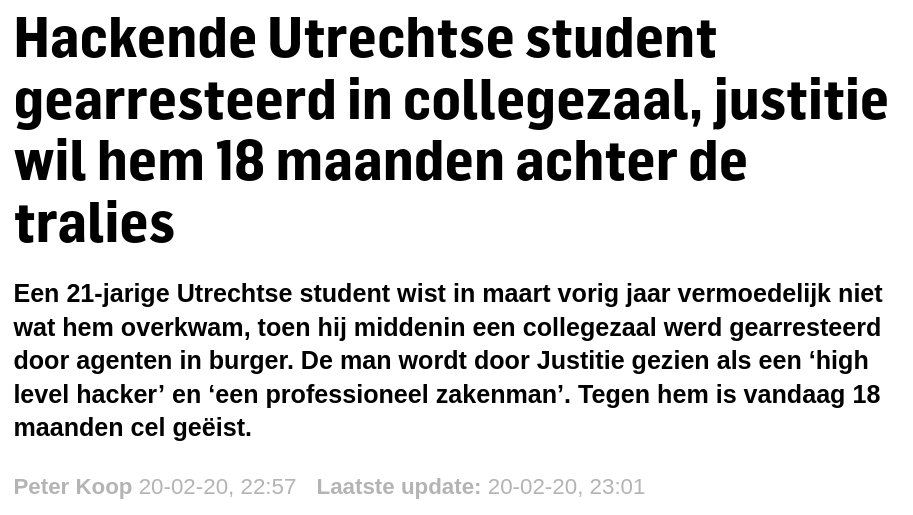 Hackende Utrechtse student
gearresteerd in collegezaal, justitie
wil hem 18 maanden achter de
tralies
Een 21-jarige Utrechtse student wist in maart vorig jaar vermoedelijk niet
wat hem overkwam, toen hij middenin een collegezaal werd gearresteerd
door agenten in burger. De man wordt door Justitie gezien als een ‘high
level hacker’ en ‘een professioneel zakenman’. Tegen hem is vandaag 18
maanden cel geëist.
Peter Koop 20-02-20, 22:57 Laatste update: 20-02-20, 23:01